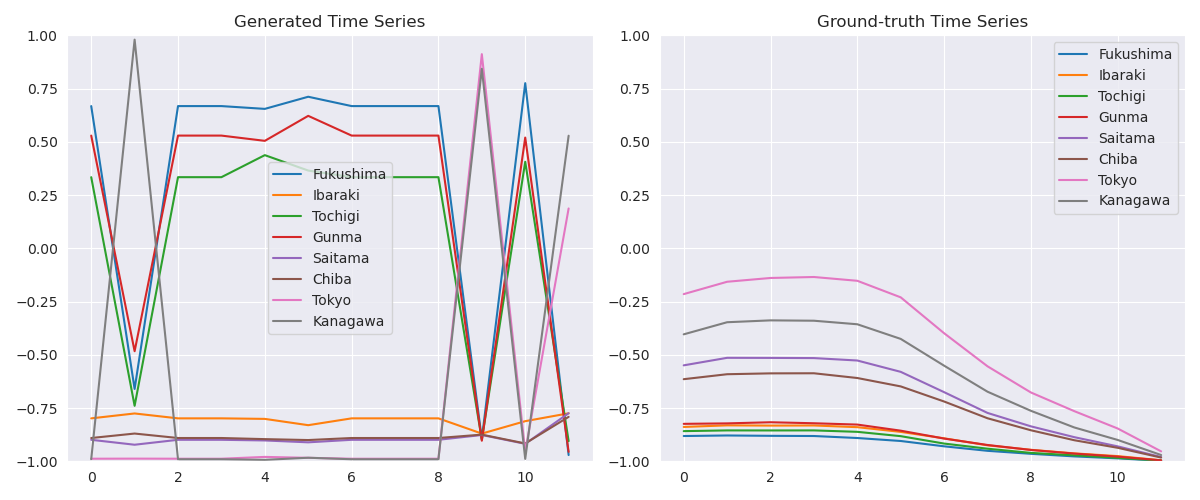 Generated Time Series
1.00
0.75
0.50
0.25
0.00
−0.25
−0.50
−0.75
−1.00
0 2 4 6 8 10
Fukushima
Ibaraki
Tochigi
Gunma
Saitama
Chiba
Tokyo
Kanagawa
Ground-truth Time Series
1.00
0.75
0.50
0.25
0.00
−0.25
−0.50
−0.75
−1.00
0 2 4 6 8 10
Fukushima
Ibaraki
Tochigi
Gunma
Saitama
Chiba
Tokyo
Kanagawa